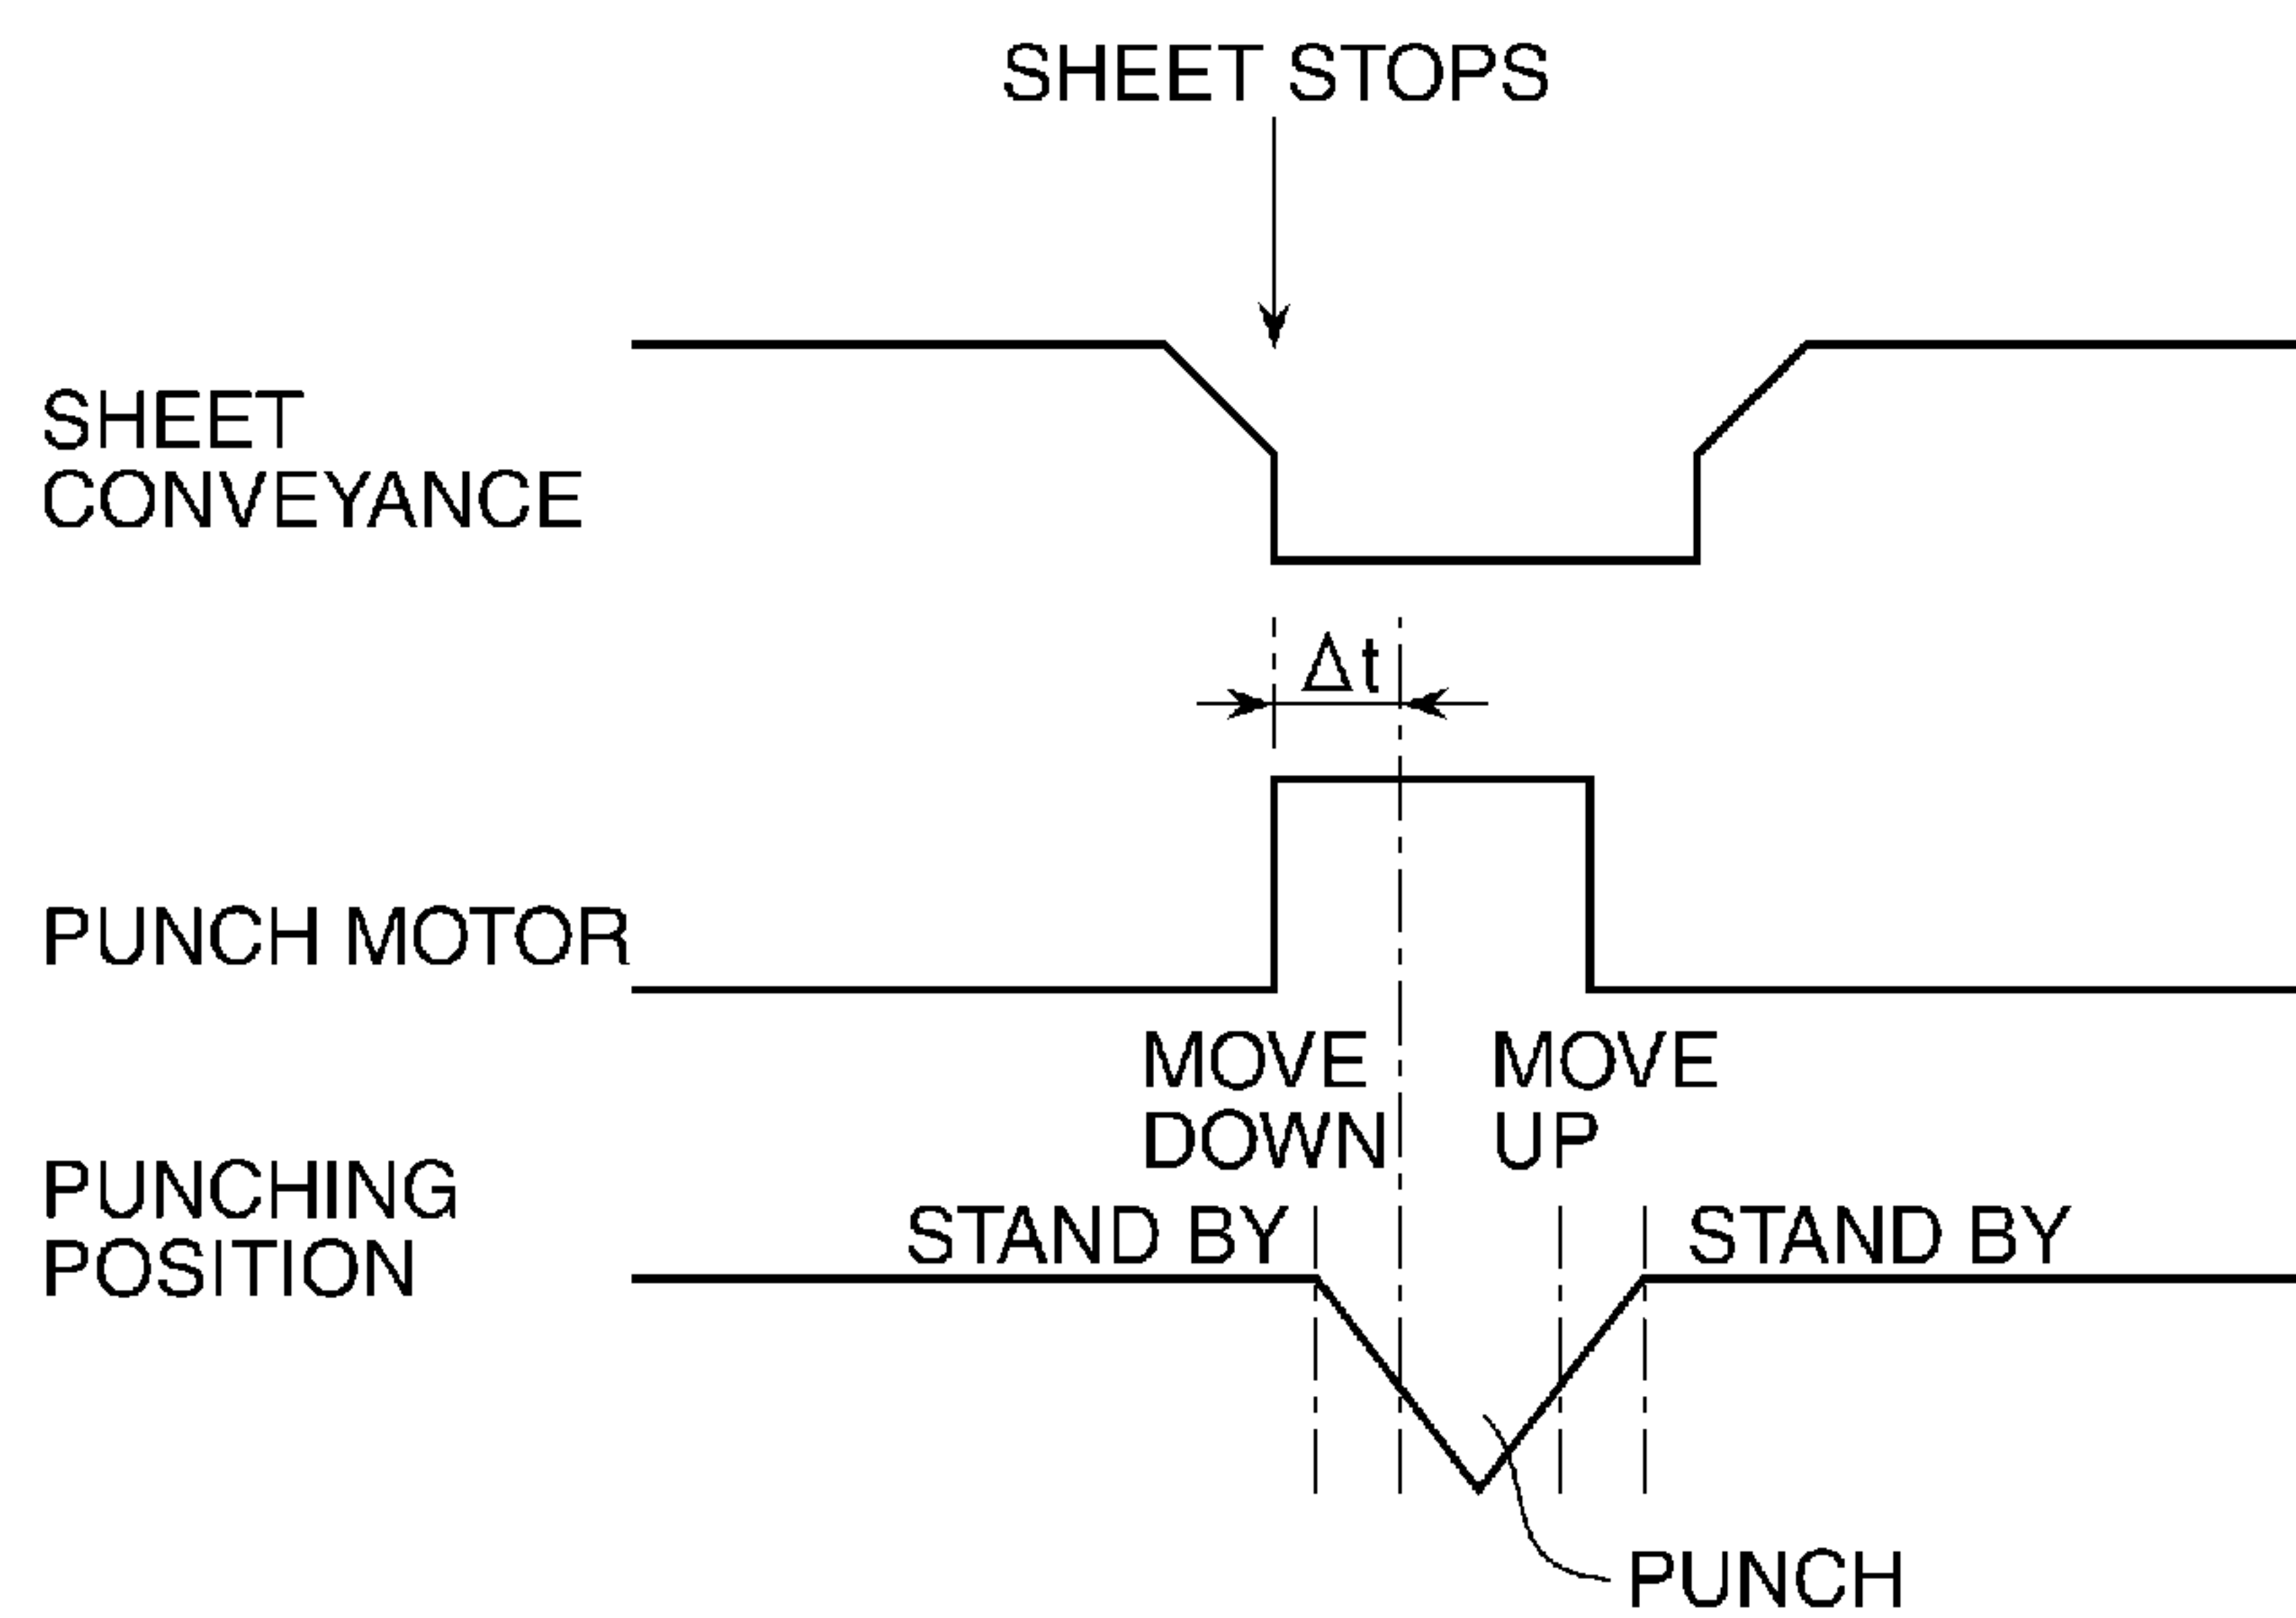 SHEET STOPS
SHEET
CONVEYANCE
Δt
PUNCH MOTOR
MOVE
DOWN
MOVE
UP
PUNCHING
POSITION
STAND BY
STAND BY
PUNCH